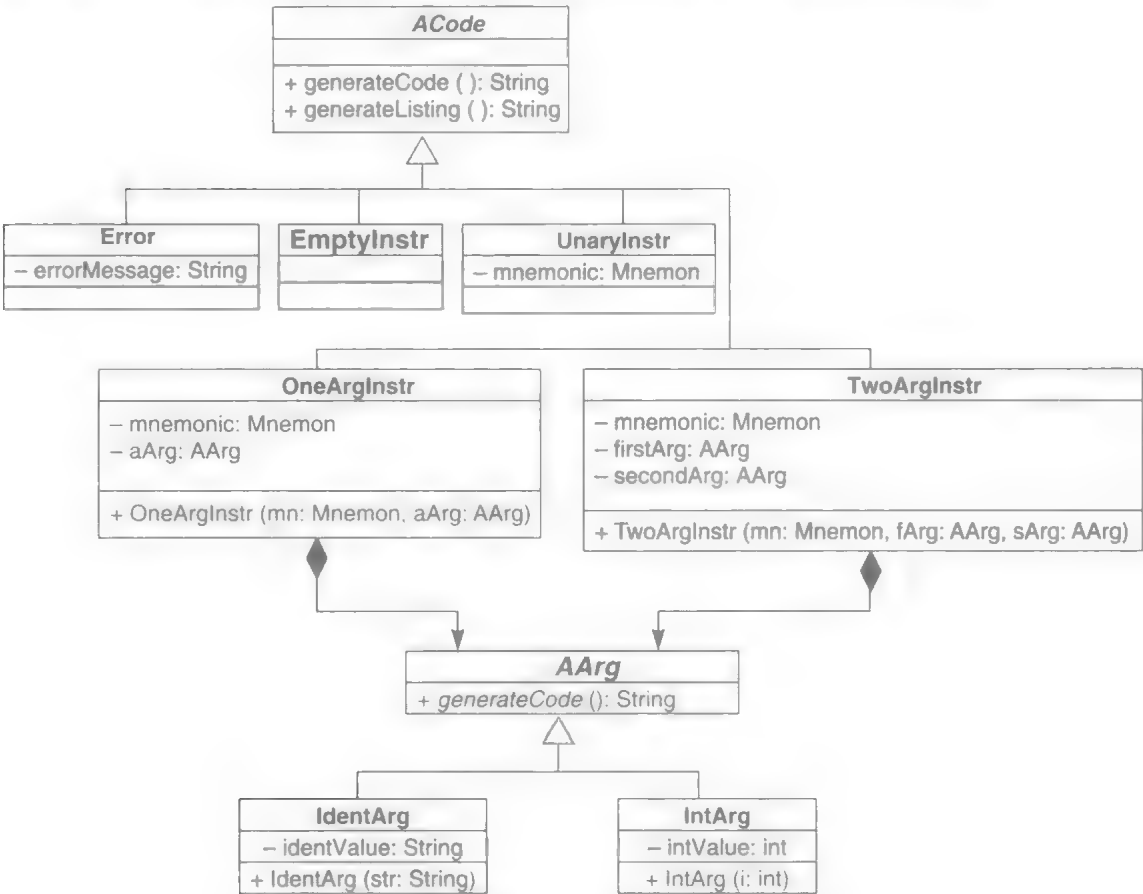 ACode
+ generateCode ( ): String
+ generateListing ( ): String
Error
– errorMessage: String
EmptyInstr
UnaryInstr
– mnemonic: Mnemon
OneArgInstr
– mnemonic: Mnemon
– aArg: AArg
+ OneArgInstr (mn: Mnemon, aArg: AArg)
TwoArgInstr
– mnemonic: Mnemon
– firstArg: AArg
– secondArg: AArg
+ TwoArgInstr (mn: Mnemon, fArg: AArg, sArg: AArg)
AArg
+ generateCode (): String
IdentArg
– identValue: String
+ IdentArg (str: String)
IntArg
– intValue: int
+ IntArg (i: int)